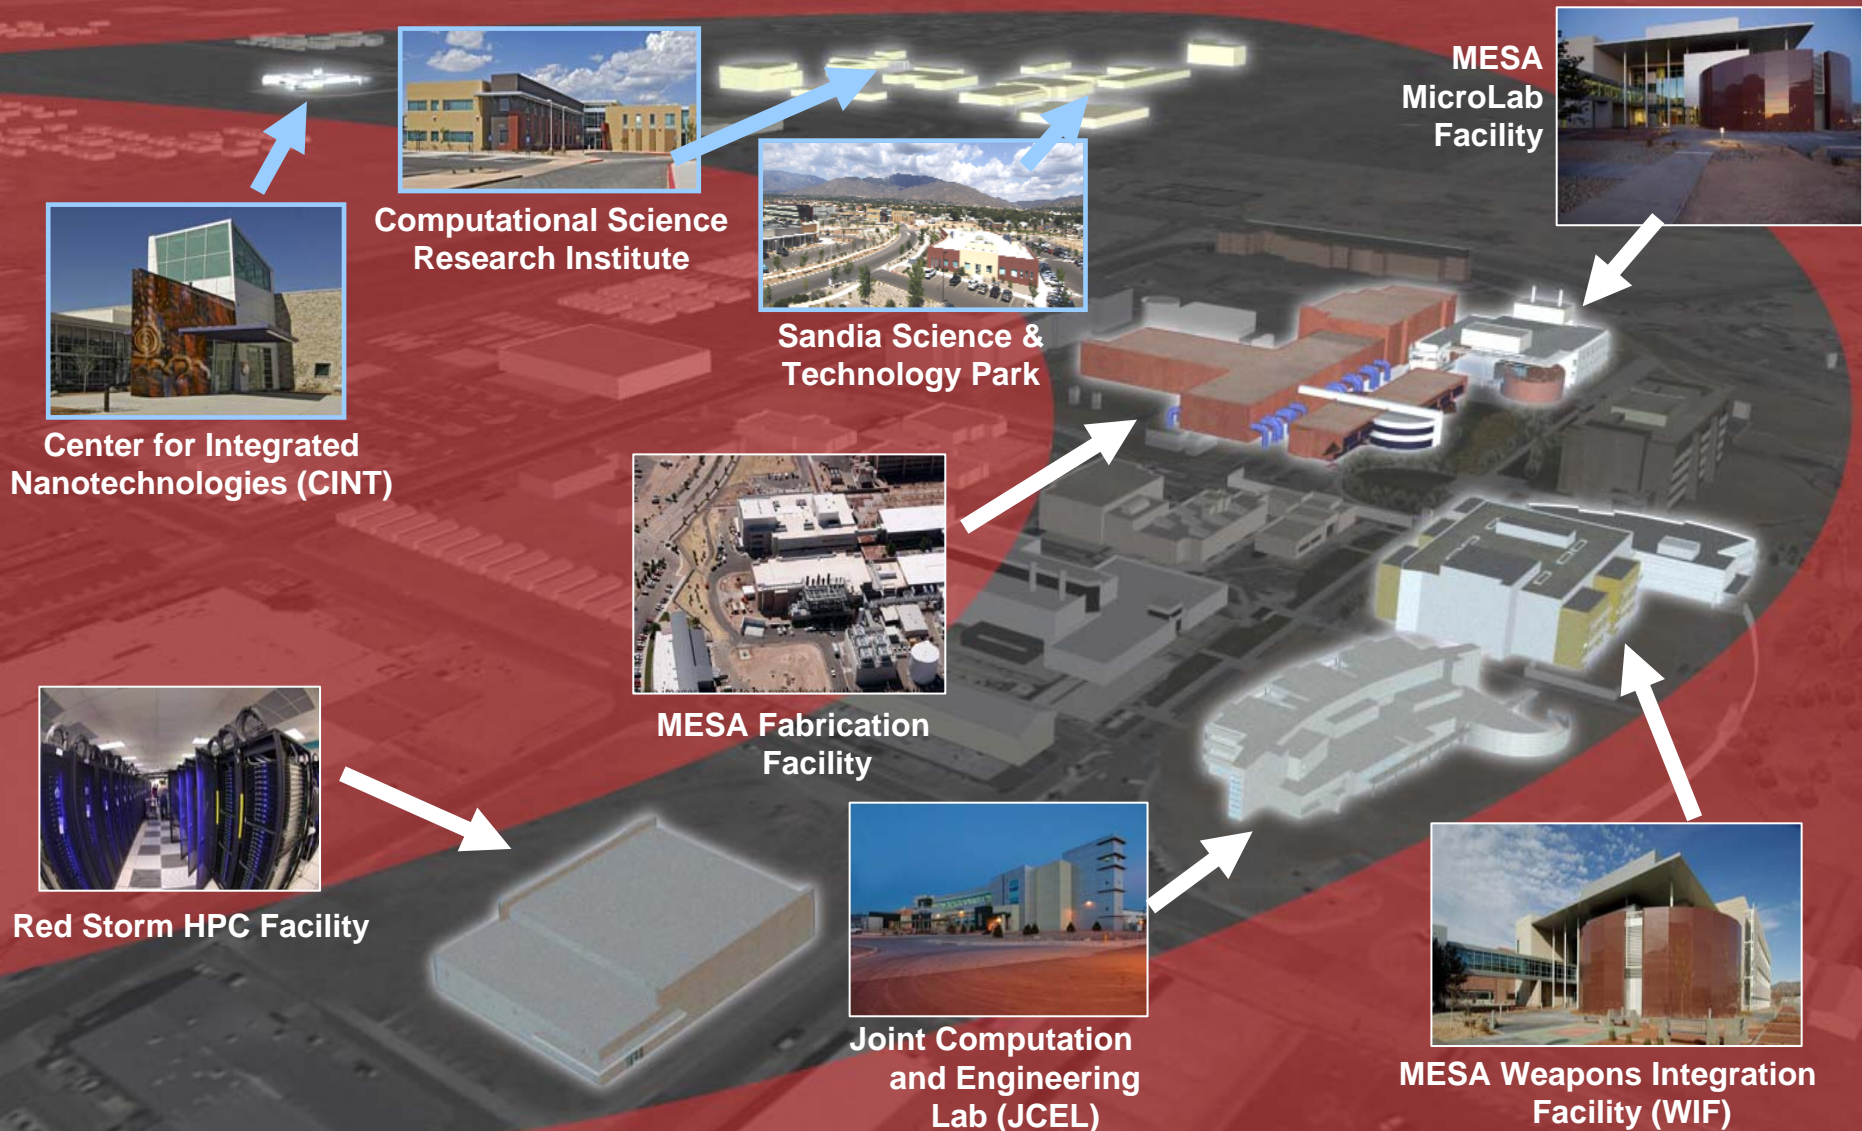 MESA
MicroLab
Facility
Computational Science
Research Institute
Sandia Science &
Technology Park
Center for Integrated
Nanotechnologies (CINT)
MESA Fabrication
Facility
Red Storm HPC Facility
Joint Computation
and Engineering
Lab (JCEL)
MESA Weapons Integration
Facility (WIF)